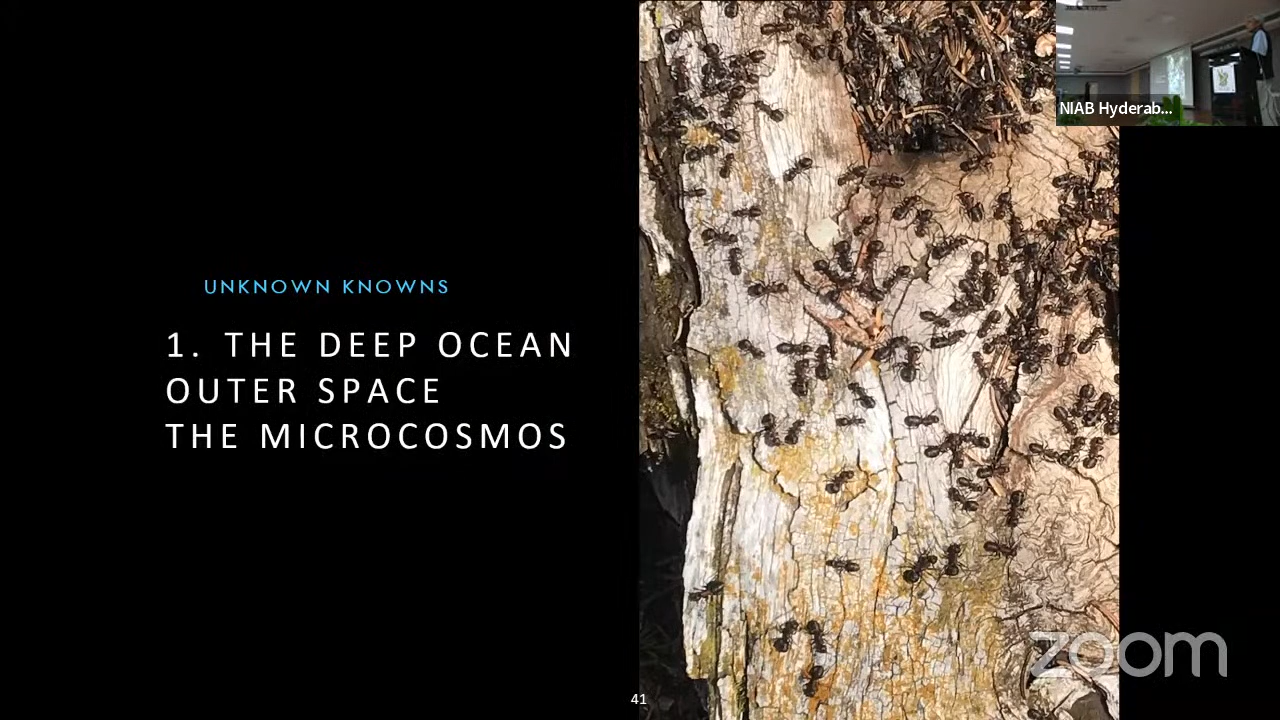 NIAB Hyderab...
UNKNOWN KNOWNS
1. THE DEEP OCEAN
OUTER SPACE
THE MICROCOSMOS
zoom
41